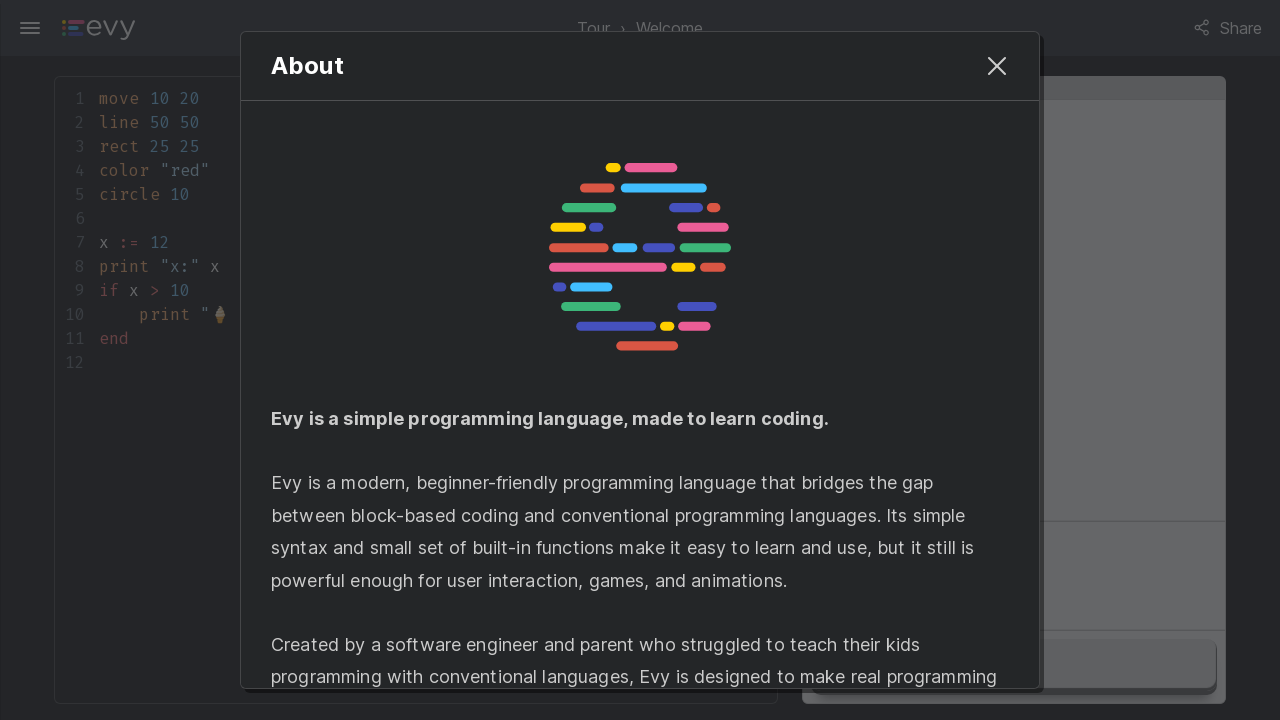 evy
Tour › Welcome
Share
About
1 move 10 20
2 line 50 50
3 rect 25 25
4 color "red"
5 circle 10
6
7 x := 12
8 print "x:" x
9 if x > 10
10 print "🍦
11 end
12
Evy is a simple programming language, made to learn coding.
Evy is a modern, beginner-friendly programming language that bridges the gap
between block-based coding and conventional programming languages. Its simple
syntax and small set of built-in functions make it easy to learn and use, but it still is
powerful enough for user interaction, games, and animations.
Created by a software engineer and parent who struggled to teach their kids
programming with conventional languages, Evy is designed to make real programming